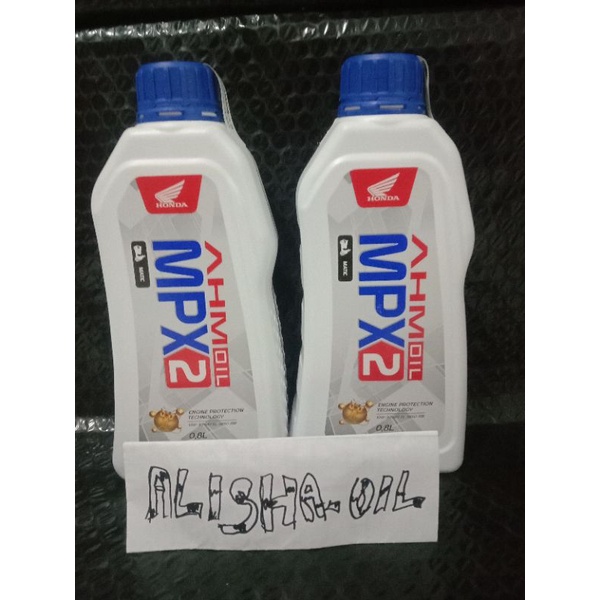 HONDA
AHM OIL
MPX2
MATIC
ENGINE PROTECTION
TECHNOLOGY
0.8L
HONDA
AHM OIL
MPX2
MATIC
ENGINE PROTECTION
TECHNOLOGY
0.8L
ALISHA-OIL